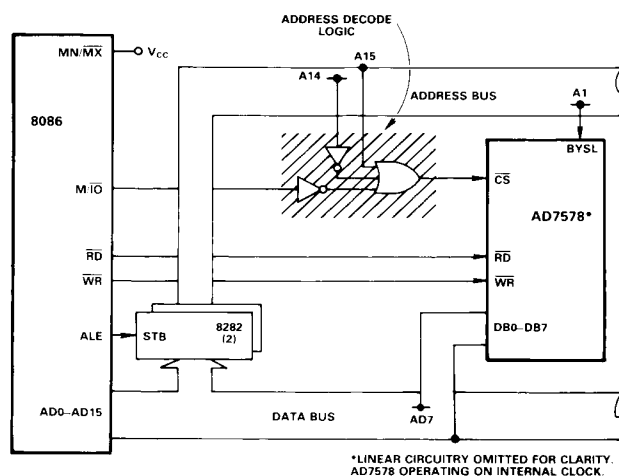 ADDRESS DECODE
LOGIC
MN/MX
VCC
A15
A14
A1
ADDRESS BUS
8086
BYSL
M/IO
CS
AD7578*
RD
RD
WR
WR
ALE
STB
8282
(2)
DB0–DB7
AD0–AD15
AD7
DATA BUS
*LINEAR CIRCUITRY OMITTED FOR CLARITY.
AD7578 OPERATING ON INTERNAL CLOCK.